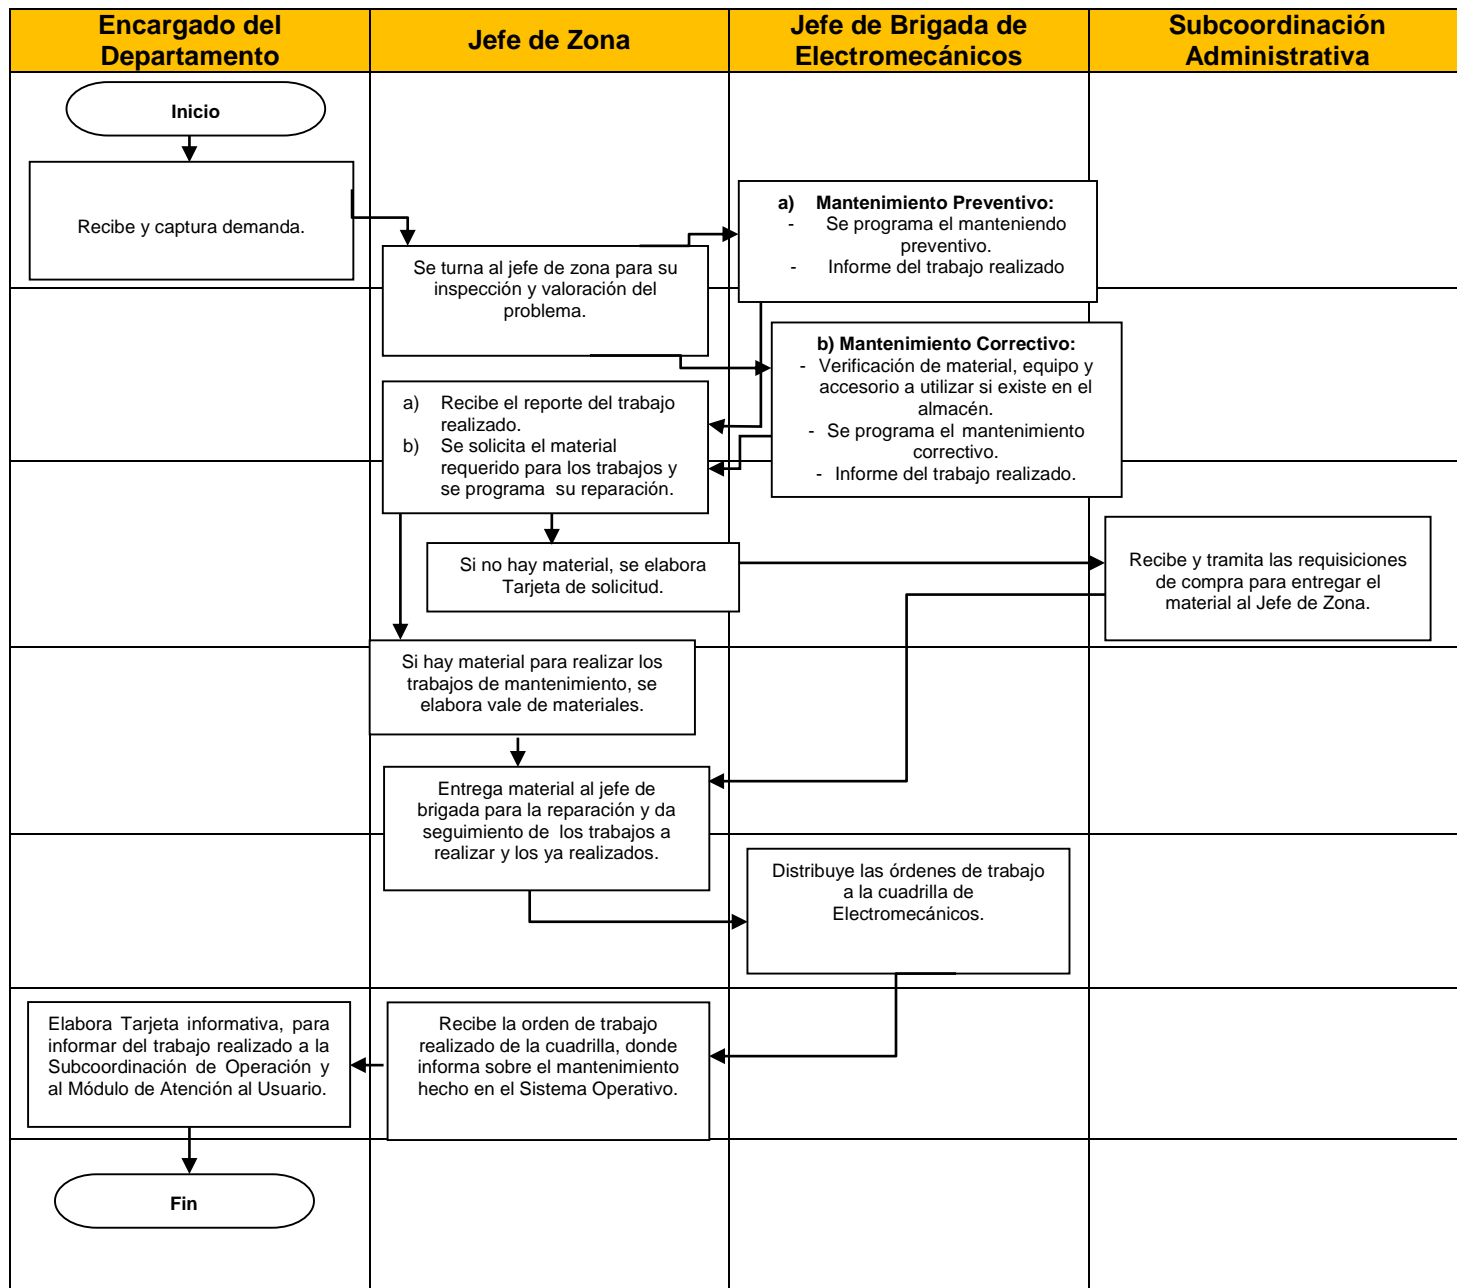 Encargado del
Departamento
Jefe de Zona
Jefe de Brigada de
Electromecánicos
Subcoordinación
Administrativa
Inicio
Recibe y captura demanda.
Se turna al jefe de zona para su
inspección y valoración del
problema.
a) Mantenimiento Preventivo:
- Se programa el manteniendo
preventivo.
- Informe del trabajo realizado
b) Mantenimiento Correctivo:
- Verificación de material, equipo y
accesorio a utilizar si existe en el
almacén.
- Se programa el mantenimiento
correctivo.
- Informe del trabajo realizado.
a) Recibe el reporte del trabajo
realizado.
b) Se solicita el material
requerido para los trabajos y
se programa su reparación.
Si no hay material, se elabora
Tarjeta de solicitud.
Recibe y tramita las requisiciones
de compra para entregar el
material al Jefe de Zona.
Si hay material para realizar los
trabajos de mantenimiento, se
elabora vale de materiales.
Entrega material al jefe de
brigada para la reparación y da
seguimiento de los trabajos a
realizar y los ya realizados.
Distribuye las órdenes de trabajo
a la cuadrilla de
Electromecánicos.
Recibe la orden de trabajo
realizado de la cuadrilla, donde
informa sobre el mantenimiento
hecho en el Sistema Operativo.
Elabora Tarjeta informativa, para
informar del trabajo realizado a la
Subcoordinación de Operación y
al Módulo de Atención al Usuario.
Fin